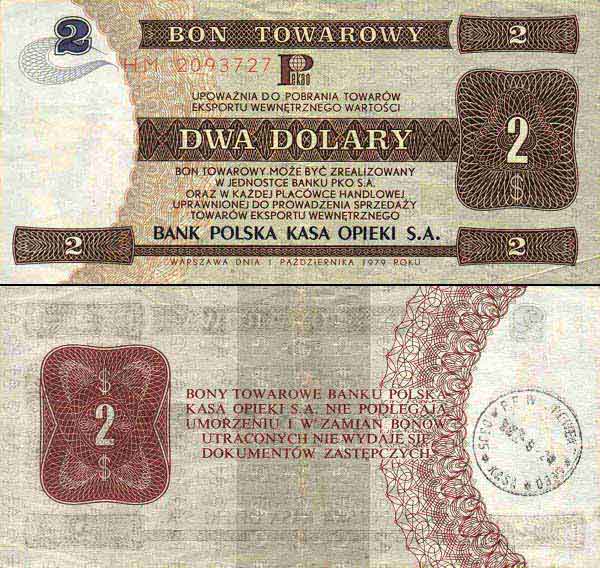 2
BON TOWAROWY
2
HM 2093727
Pekao
UPOWAŻNIA DO POBRANIA TOWARÓW
EKSPORTU WEWNĘTRZNEGO WARTOŚCI
DWA DOLARY
2
$
BON TOWAROWY MOŻE BYĆ ZREALIZOWANY
W JEDNOSTCE BANKU PKO S.A.
ORAZ W KAŻDEJ PLACÓWCE HANDLOWEJ
UPRAWNIONEJ DO PROWADZENIA SPRZEDAŻY
TOWARÓW EKSPORTU WEWNĘTRZNEGO
BANK POLSKA KASA OPIEKI S.A.
2
2
WARSZAWA DNIA 1 PAŹDZIERNIKA 1979 ROKU
$
2
$
BONY TOWAROWE BANKU POLSKA
KASA OPIEKI S.A. NIE PODLEGAJĄ
UMORZENIU I W ZAMIAN BONÓW
UTRACONYCH NIE WYDAJE SIĘ
DOKUMENTÓW ZASTĘPCZYCH
KASA